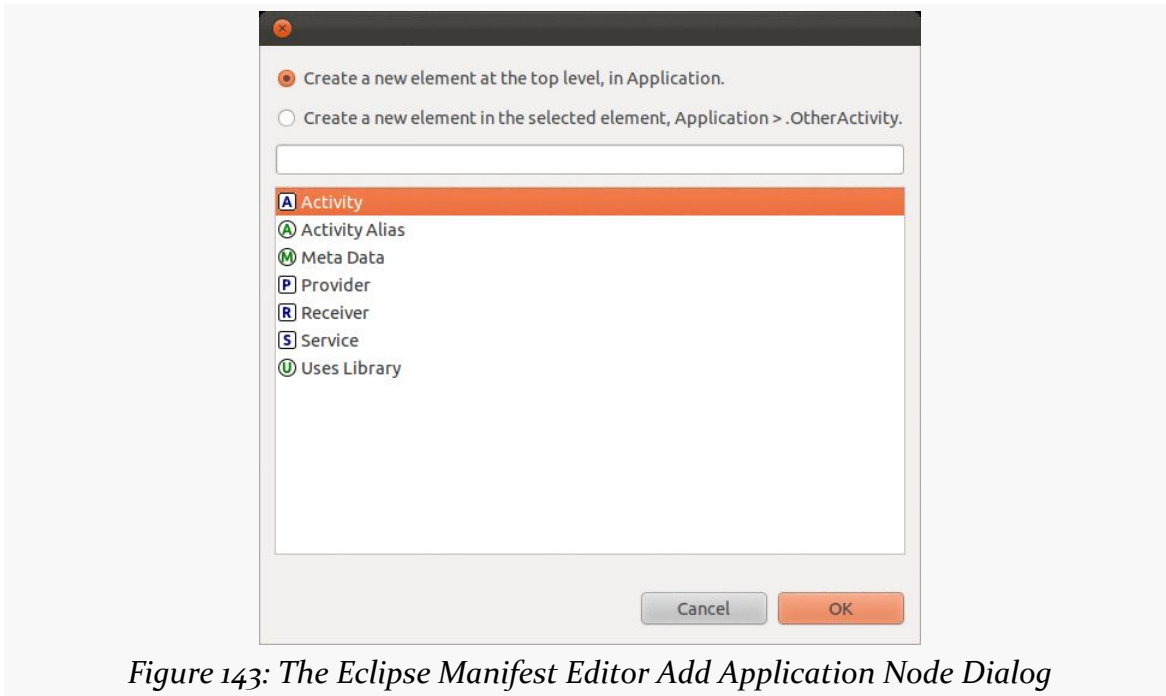 Create a new element at the top level, in Application.
Create a new element in the selected element, Application > .OtherActivity.
A Activity
A Activity Alias
M Meta Data
P Provider
R Receiver
S Service
U Uses Library
Cancel OK
Figure 143: The Eclipse Manifest Editor Add Application Node Dialog